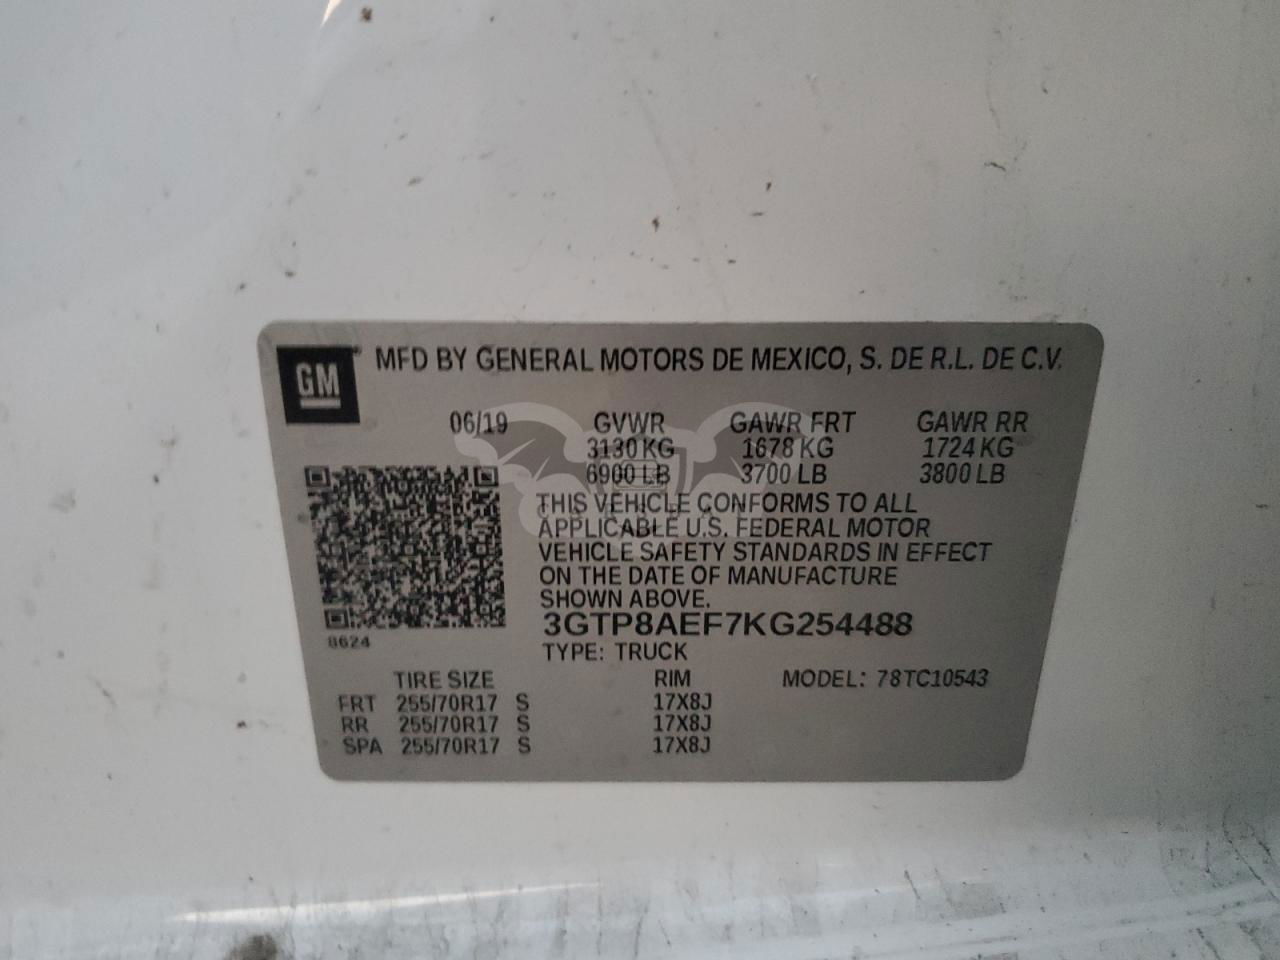 GM
MFD BY GENERAL MOTORS DE MEXICO, S. DE R.L. DE C.V.
06/19 GVWR GAWR FRT GAWR RR
3130 KG 1678 KG 1724 KG
6900 LB 3700 LB 3800 LB
THIS VEHICLE CONFORMS TO ALL
APPLICABLE U.S. FEDERAL MOTOR
VEHICLE SAFETY STANDARDS IN EFFECT
ON THE DATE OF MANUFACTURE
SHOWN ABOVE.
3GTP8AEF7KG254488
8624
TYPE: TRUCK
TIRE SIZE RIM MODEL: 78TC10543
FRT 255/70R17 S 17X8J
RR 255/70R17 S 17X8J
SPA 255/70R17 S 17X8J